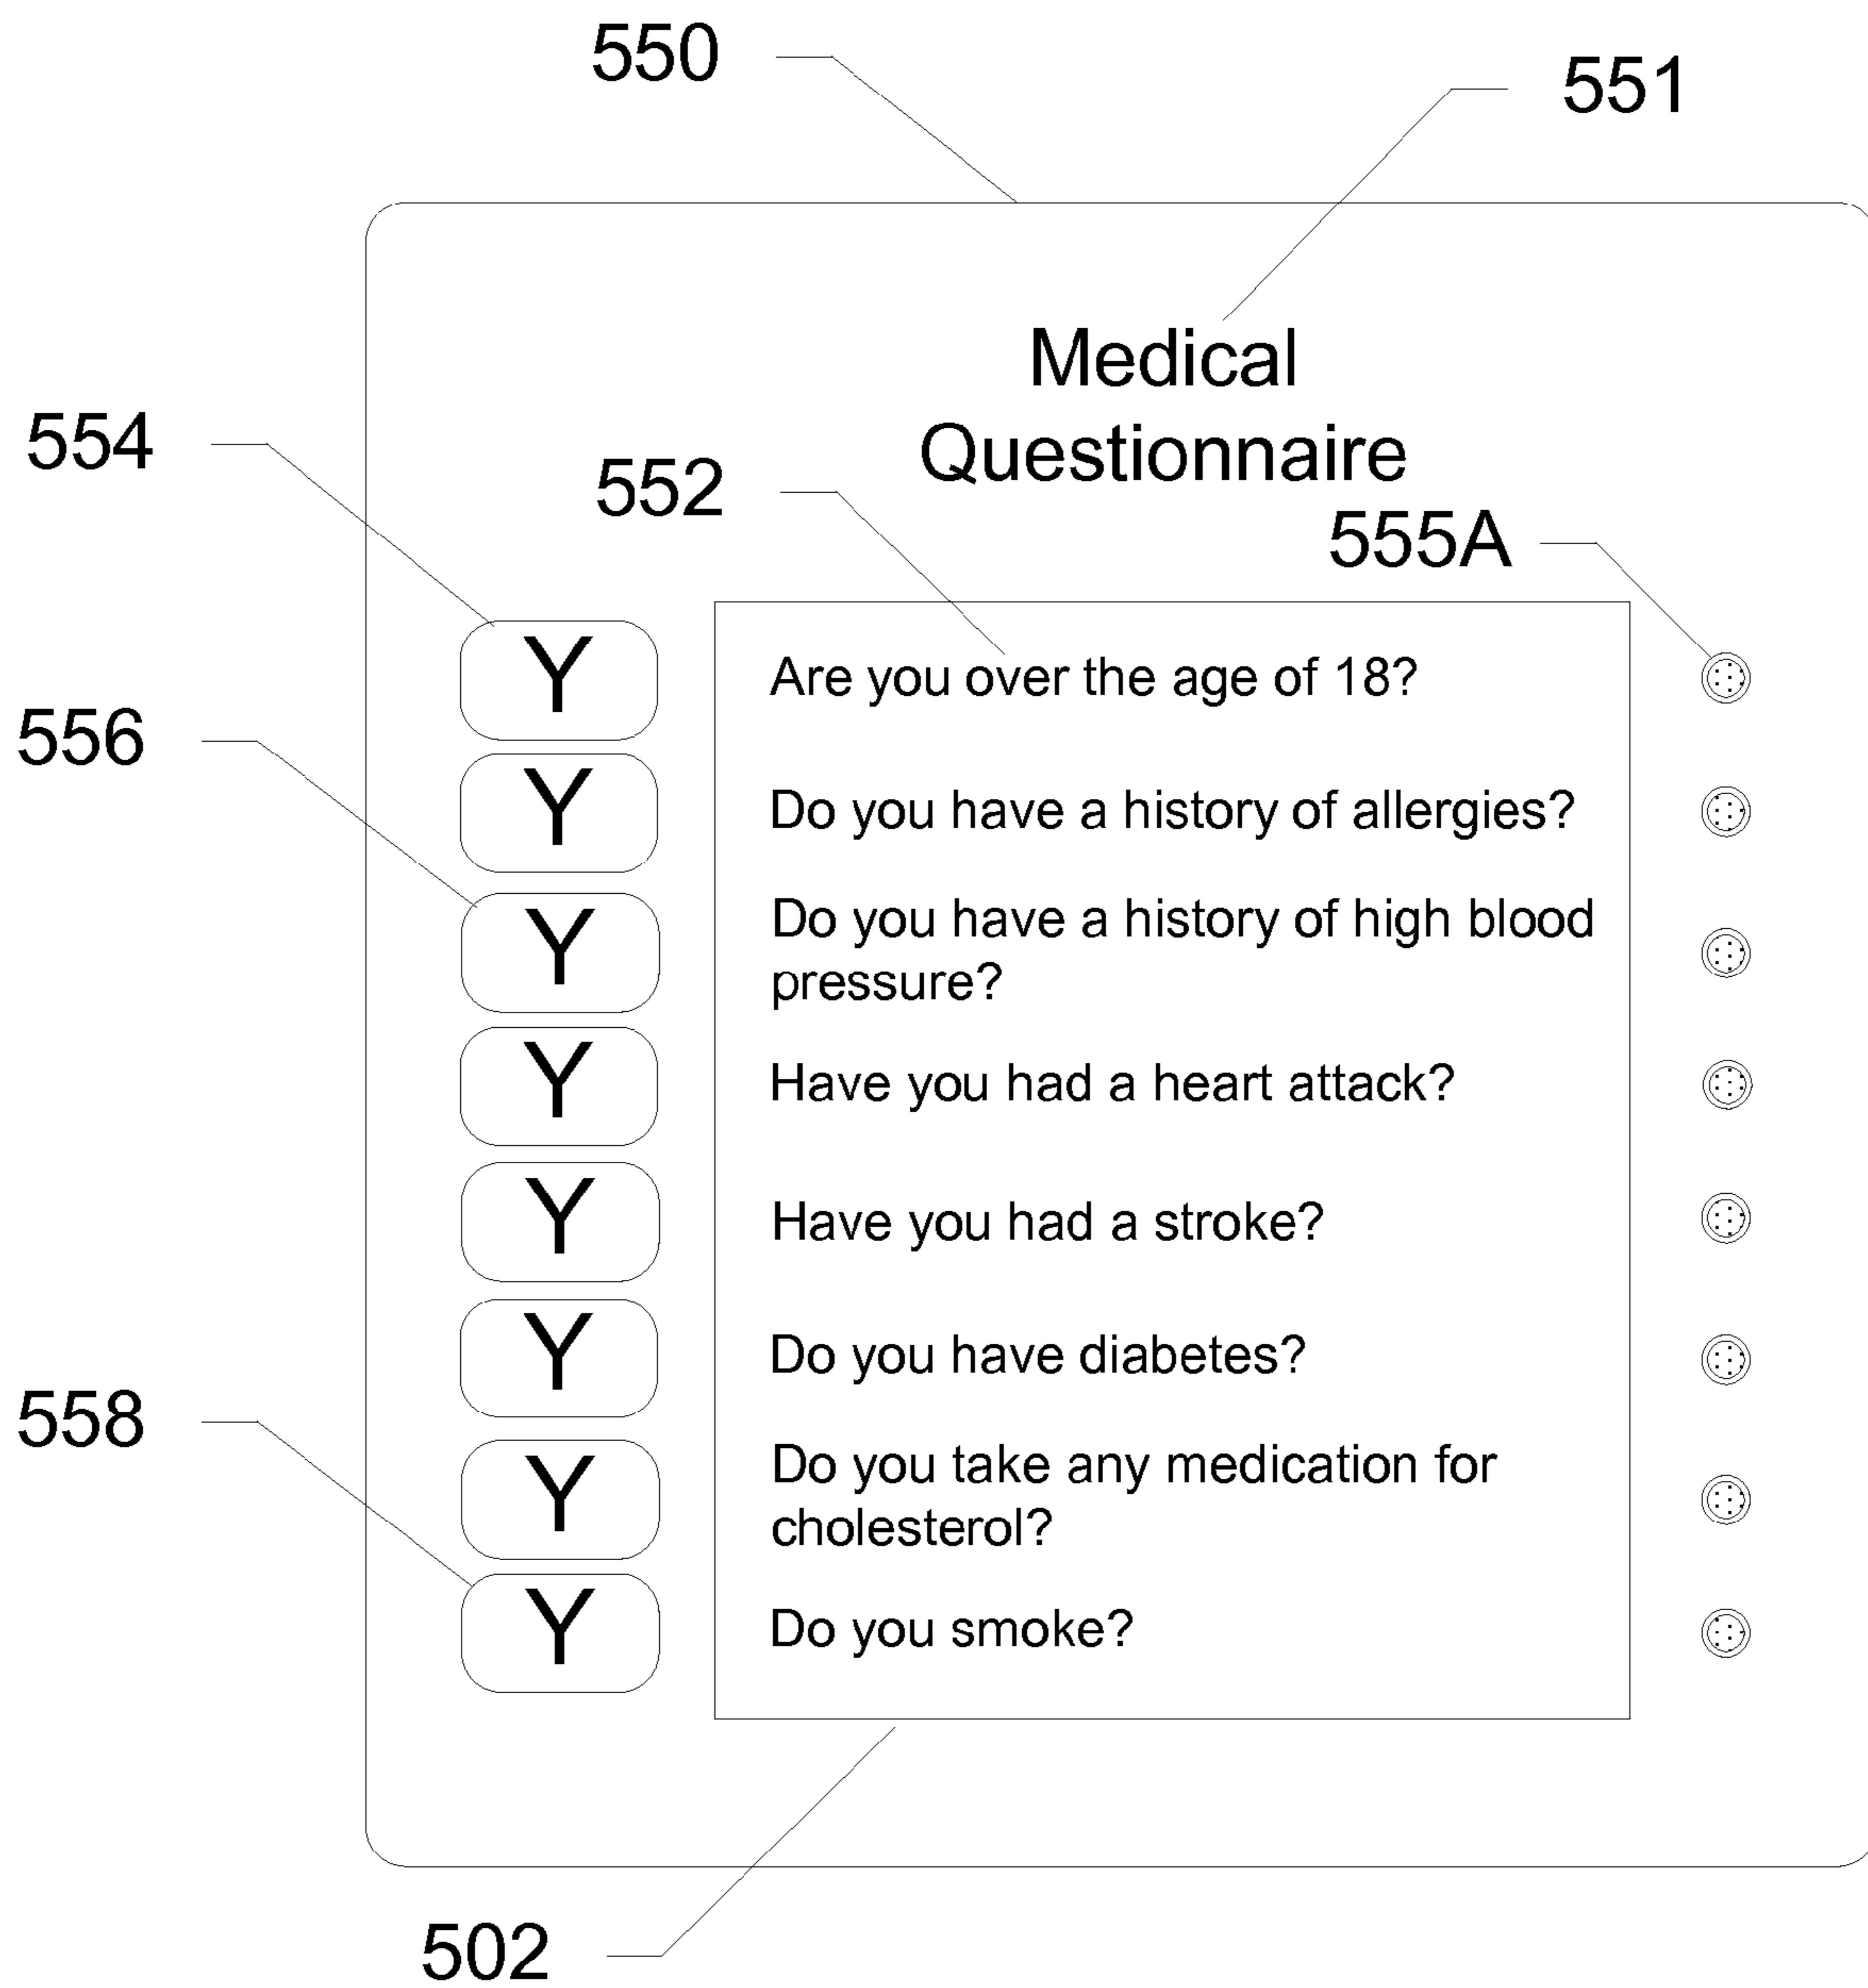 550
551
Medical
554
Questionnaire
552
555A
Y Are you over the age of 18?
556
Y Do you have a history of allergies?
Do you have a history of high blood
Y
pressure?
Y Have you had a heart attack?
Y Have you had a stroke?
Y Do you have diabetes?
558
Do you take any medication for
Y
cholesterol?
Y Do you smoke?
502